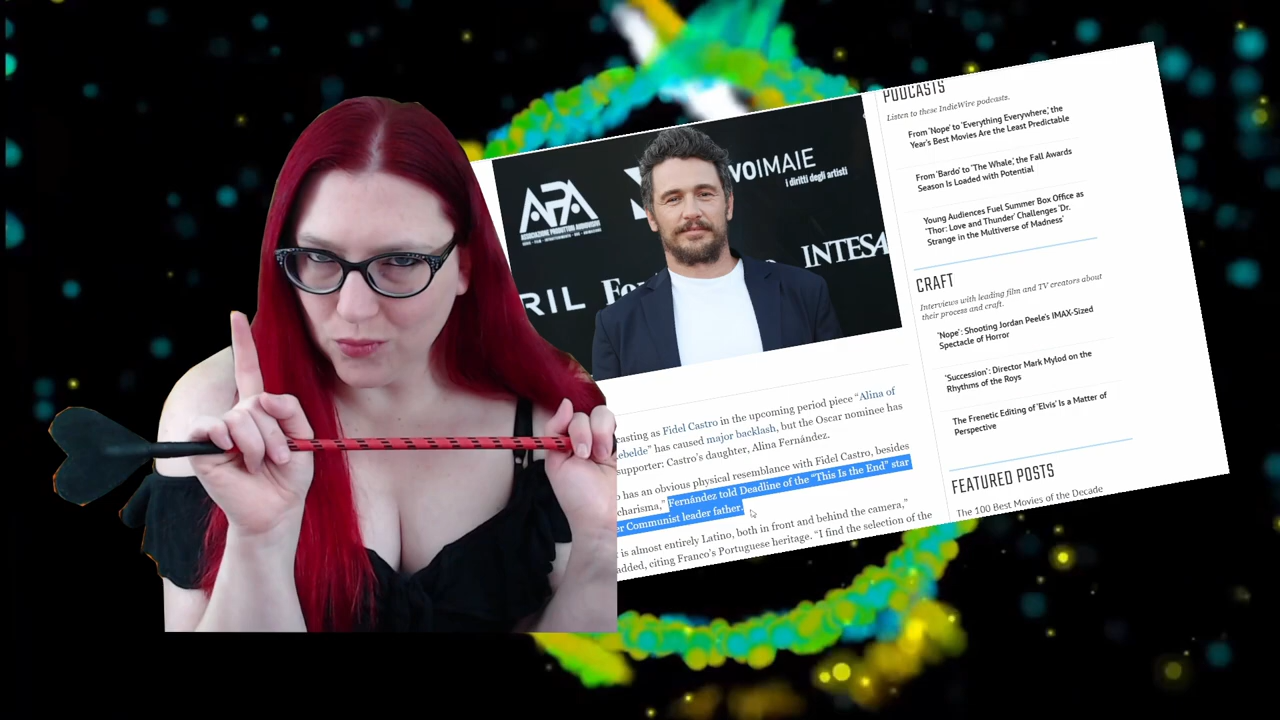 APA
ASSOCIAZIONE PRODUTTORI AUDIOVISIVI
VOIMAIE
i diritti degli artisti
INTESA
RIL
Fo
casting as Fidel Castro in the upcoming period piece “Alina of
ebelde” has caused major backlash, but the Oscar nominee has
supporter: Castro's daughter, Alina Fernández.
o has an obvious physical resemblance with Fidel Castro, besides
charisma,” Fernández told Deadline of the “This Is the End” star
er Communist leader father.
t is almost entirely Latino, both in front and behind the camera,”
added, citing Franco's Portuguese heritage. “I find the selection of the
PODCASTS
Listen to these IndieWire podcasts.
From 'Nope' to 'Everything Everywhere,' the
Year's Best Movies Are the Least Predictable
From 'Bardo' to 'The Whale,' the Fall Awards
Season Is Loaded with Potential
Young Audiences Fuel Summer Box Office as
'Thor: Love and Thunder' Challenges 'Dr.
Strange in the Multiverse of Madness'
CRAFT
Interviews with leading film and TV creators about
their process and craft.
'Nope': Shooting Jordan Peele's IMAX-Sized
Spectacle of Horror
'Succession': Director Mark Mylod on the
Rhythms of the Roys
The Frenetic Editing of 'Elvis' Is a Matter of
Perspective
FEATURED POSTS
The 100 Best Movies of the Decade